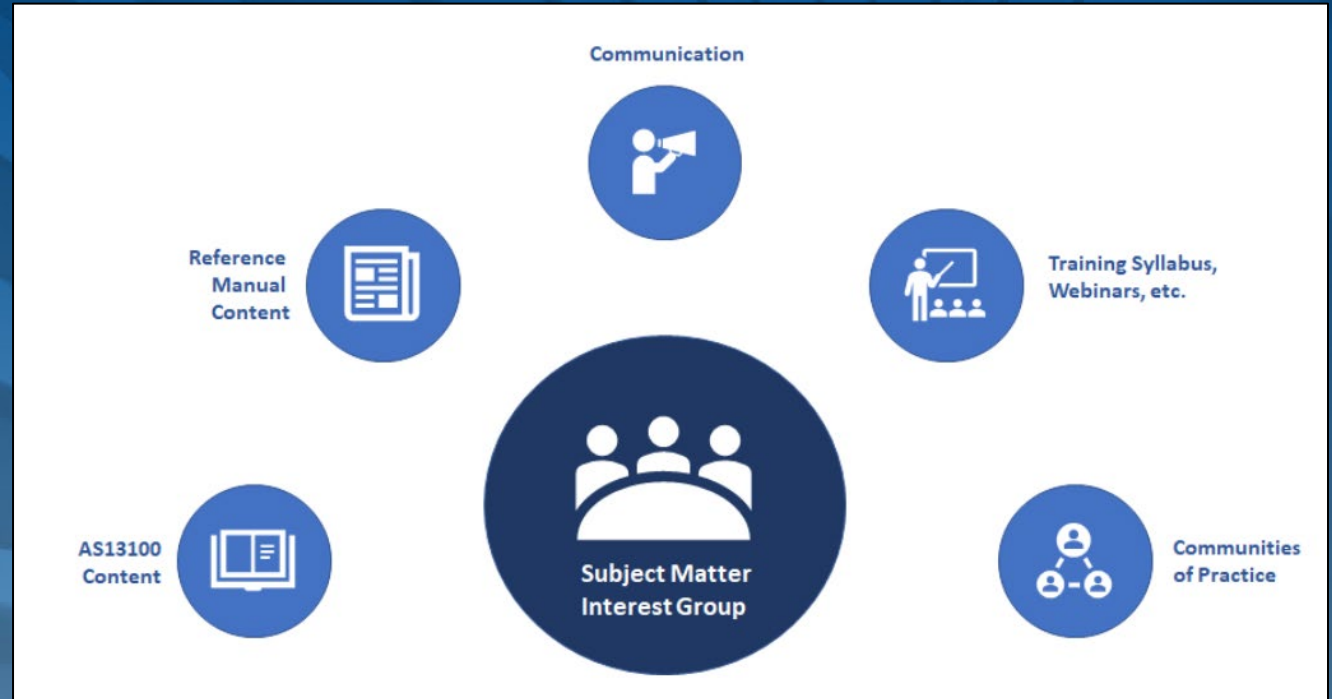 Communication
Reference
Manual
Content
Training Syllabus,
Webinars, etc.
AS13100
Content
Subject Matter
Interest Group
Communities
of Practice